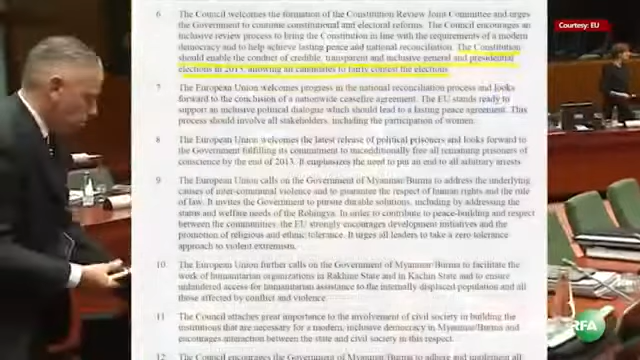 6 The Council welcomes the formation of the Constitution Review Joint Committee and urges
the Government to continue constitutional and electoral reforms. The Council encourages an
inclusive review process to bring the Constitution in line with the requirements of a modern
democracy and to help achieve lasting peace and national reconciliation. The Constitution
should enable the conduct of credible, transparent and inclusive general and presidential
elections in 2015, allowing all candidates to fairly contest the elections.
7 The European Union welcomes progress in the national reconciliation process and looks
forward to the conclusion of a nationwide ceasefire agreement. The EU stands ready to
support an inclusive political dialogue which should lead to a lasting peace agreement. This
process should involve all stakeholders, including the participation of women.
8 The European Union welcomes the latest release of political prisoners and looks forward to
the Government fulfilling its commitment to unconditionally free all remaining prisoners of
conscience by the end of 2013. It emphasizes the need to put an end to all arbitrary arrests.
9 The European Union calls on the Government of Myanmar/Burma to address the underlying
causes of inter-communal violence and to guarantee the respect of human rights and the rule
of law. It invites the Government to pursue durable solutions, including by addressing the
status and welfare needs of the Rohingya. In order to contribute to peace-building and respect
between the communities, the EU strongly encourages development initiatives and the
promotion of religious and ethnic tolerance. It urges all leaders to take a zero tolerance
approach to violent extremism.
10 The European Union further calls on the Government of Myanmar/Burma to facilitate the
work of humanitarian organizations in Rakhine State and in Kachin State and to ensure
unhindered access for humanitarian assistance to the internally displaced population and all
those affected by conflict and violence.
11 The Council attaches great importance to the involvement of civil society in building the
institutions that are necessary for a modern, inclusive democracy in Myanmar/Burma and
encourages interaction between the state and civil society in this respect.
12 The Council encourages the Government of Myanmar/Burma to adhere and implement all
Courtesy: EU
RFA